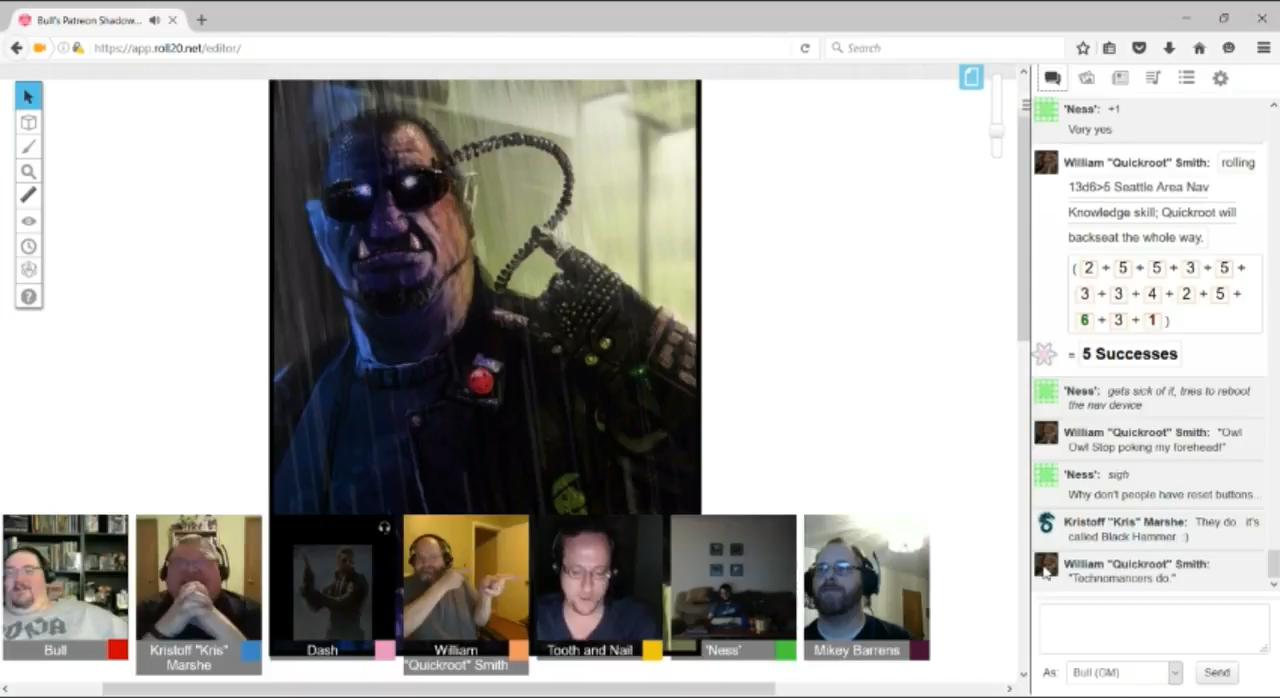 Bull's Patreon Shadow...
https://app.roll20.net/editor/
Search
'Ness': +1
Very yes
William "Quickroot" Smith: rolling
13d6>5 Seattle Area Nav
Knowledge skill; Quickroot will
backseat the whole way.
( 2 + 5 + 5 + 3 + 5 +
3 + 3 + 4 + 2 + 5 +
6 + 3 + 1 )
= 5 Successes
'Ness': gets sick of it, tries to reboot
the nav device
William "Quickroot" Smith: "Ow!
Ow! Stop poking my forehead!"
'Ness': sigh
Why don't people have reset buttons...
Kristoff "Kris" Marshe: They do it's
called Black Hammer :)
William "Quickroot" Smith:
"Technomancers do."
As: Bull (GM) Send
Bull
Kristoff "Kris"
Marshe
Dash
William
"Quickroot" Smith
Tooth and Nail
'Ness'
Mikey Barrens